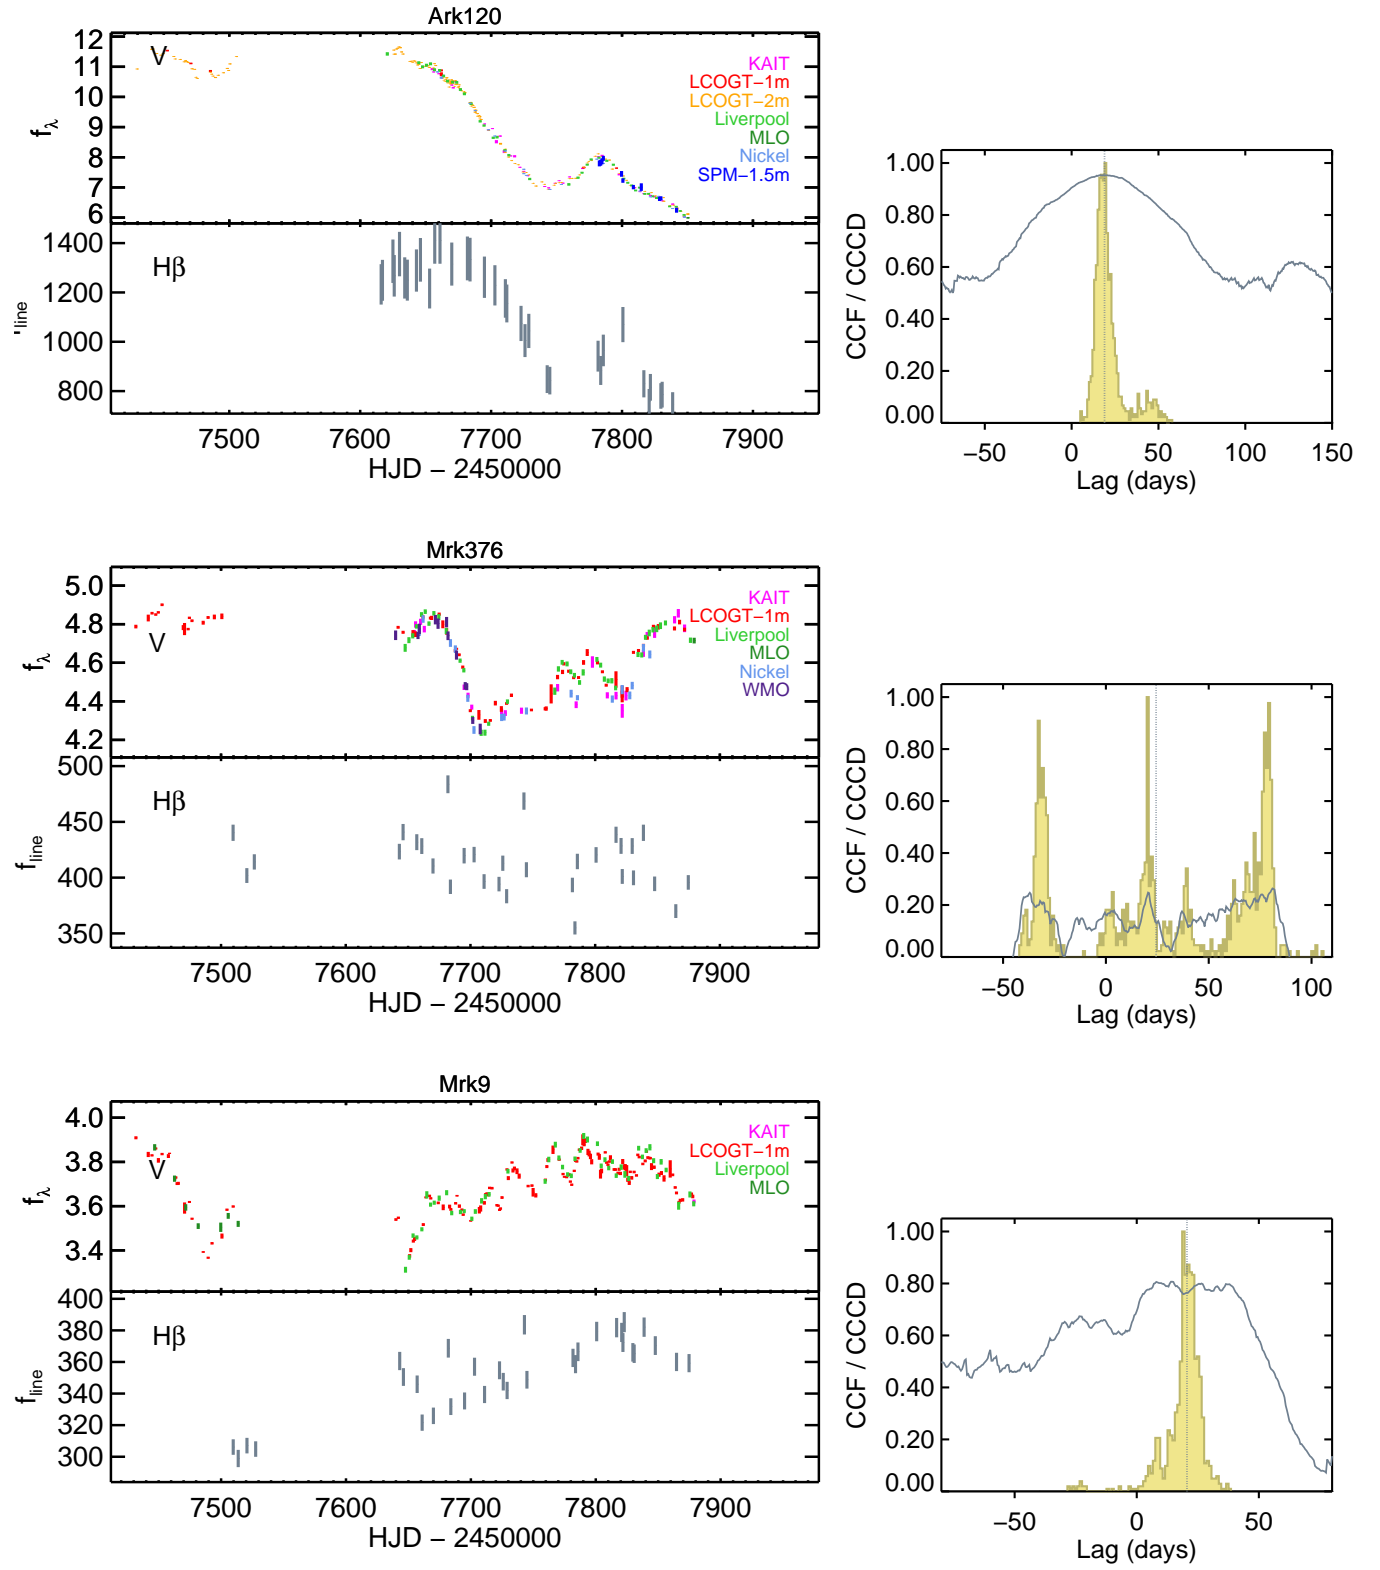 Ark120
12
11
10
9
8
7
6
fλ
V
KAIT
LCOGT−1m
LCOGT−2m
Liverpool
MLO
Nickel
SPM−1.5m
1400
1200
1000
800
line
Hβ
7500 7600 7700 7800 7900
HJD − 2450000
1.00
0.80
0.60
0.40
0.20
0.00
CCF / CCCD
−50 0 50 100 150
Lag (days)
Mrk376
5.0
4.8
4.6
4.4
4.2
fλ
V
KAIT
LCOGT−1m
Liverpool
MLO
Nickel
WMO
500
450
400
350
fline
Hβ
7500 7600 7700 7800 7900
HJD − 2450000
1.00
0.80
0.60
0.40
0.20
0.00
CCF / CCCD
−50 0 50 100
Lag (days)
Mrk9
4.0
3.8
3.6
3.4
fλ
V
KAIT
LCOGT−1m
Liverpool
MLO
400
380
360
340
320
300
fline
Hβ
7500 7600 7700 7800 7900
HJD − 2450000
1.00
0.80
0.60
0.40
0.20
0.00
CCF / CCCD
−50 0 50
Lag (days)